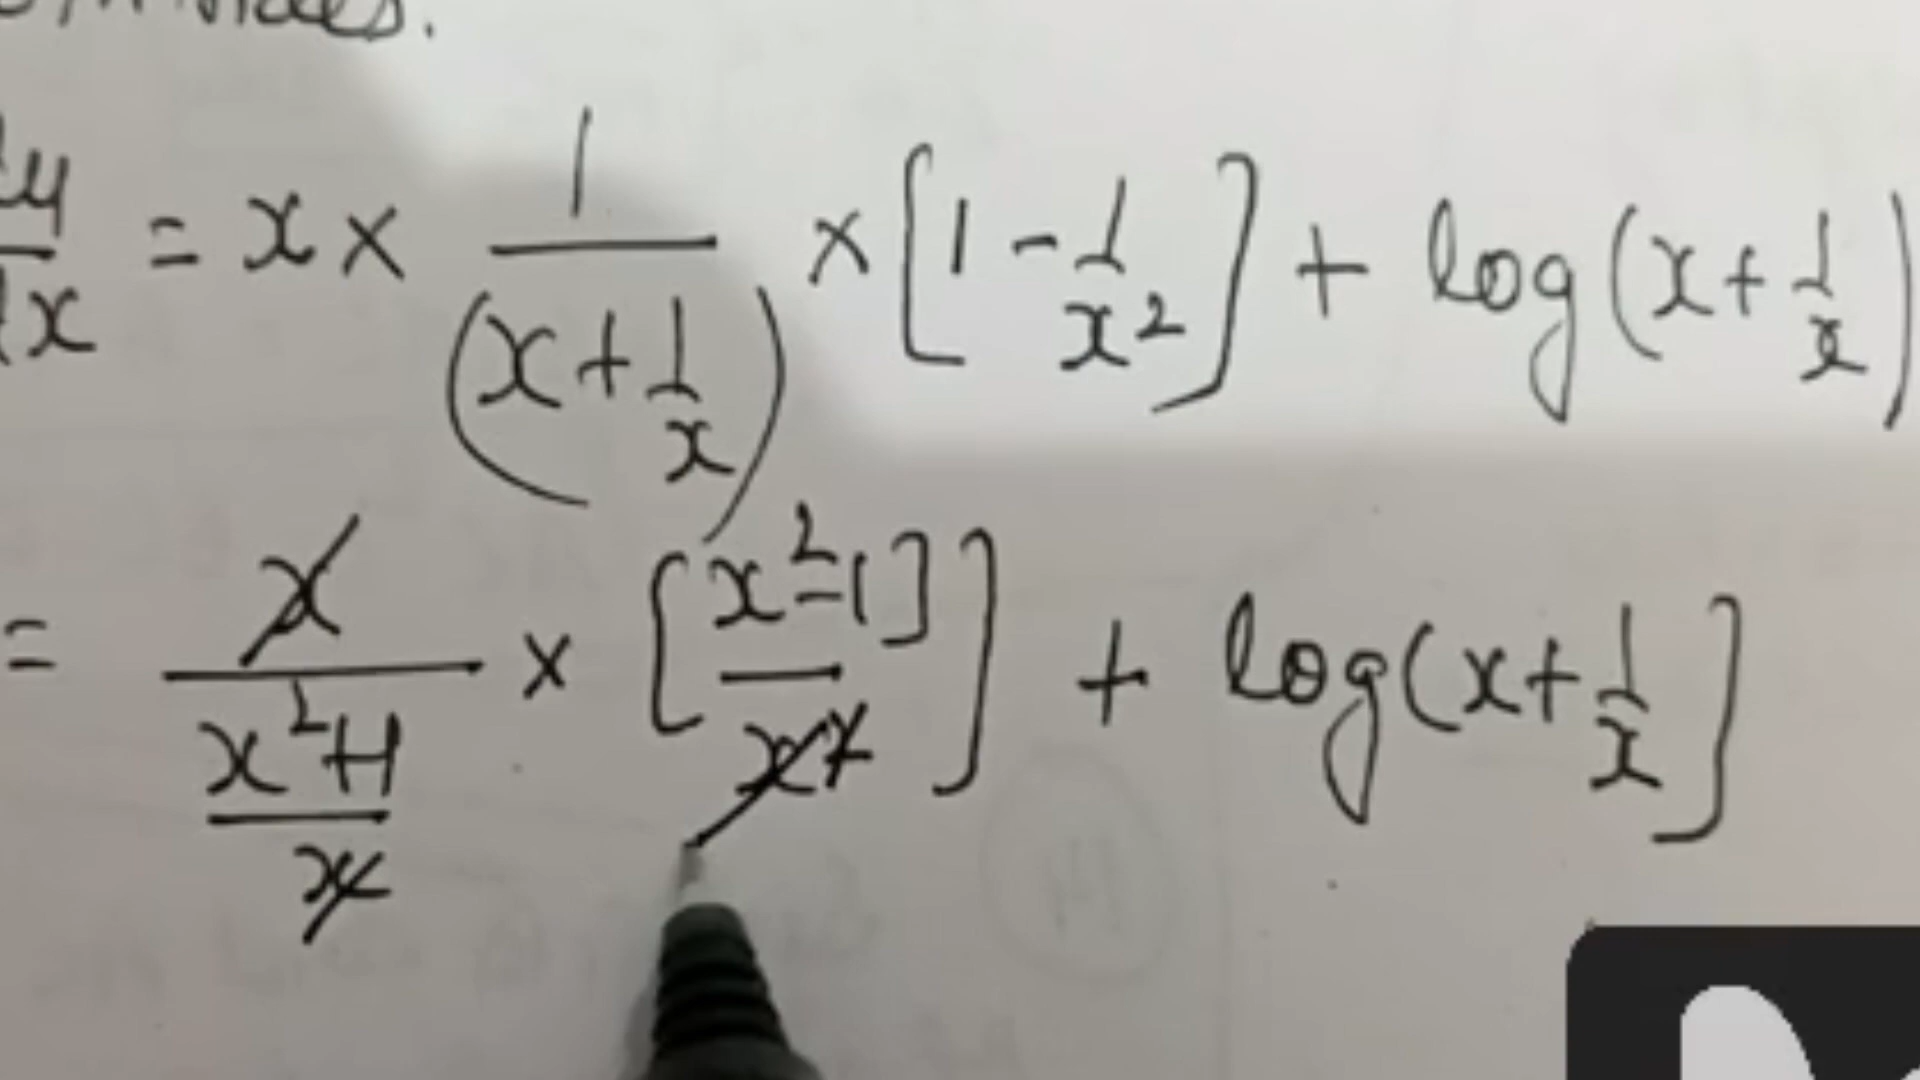 dy/dx = x × 1/(x + 1/x) × [1 - 1/x²] + log(x + 1/x)
= x/((x²+1)/x) × [x²-1]/x²] + log(x + 1/x]